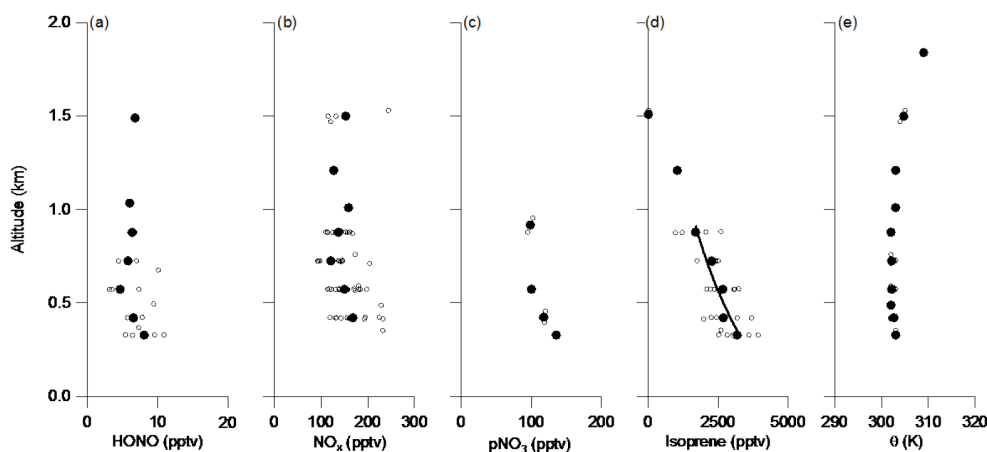 (a) (b) (c) (d) (e)
2.0
1.5
1.0
0.5
0.0
Altitude (km)
0 10 20 0 100 200 300 0 100 200 0 2500 5000 300 310 320
HONO (pptv) NOₓ (pptv) pNO₃ (pptv) Isoprene (pptv) θ (K)